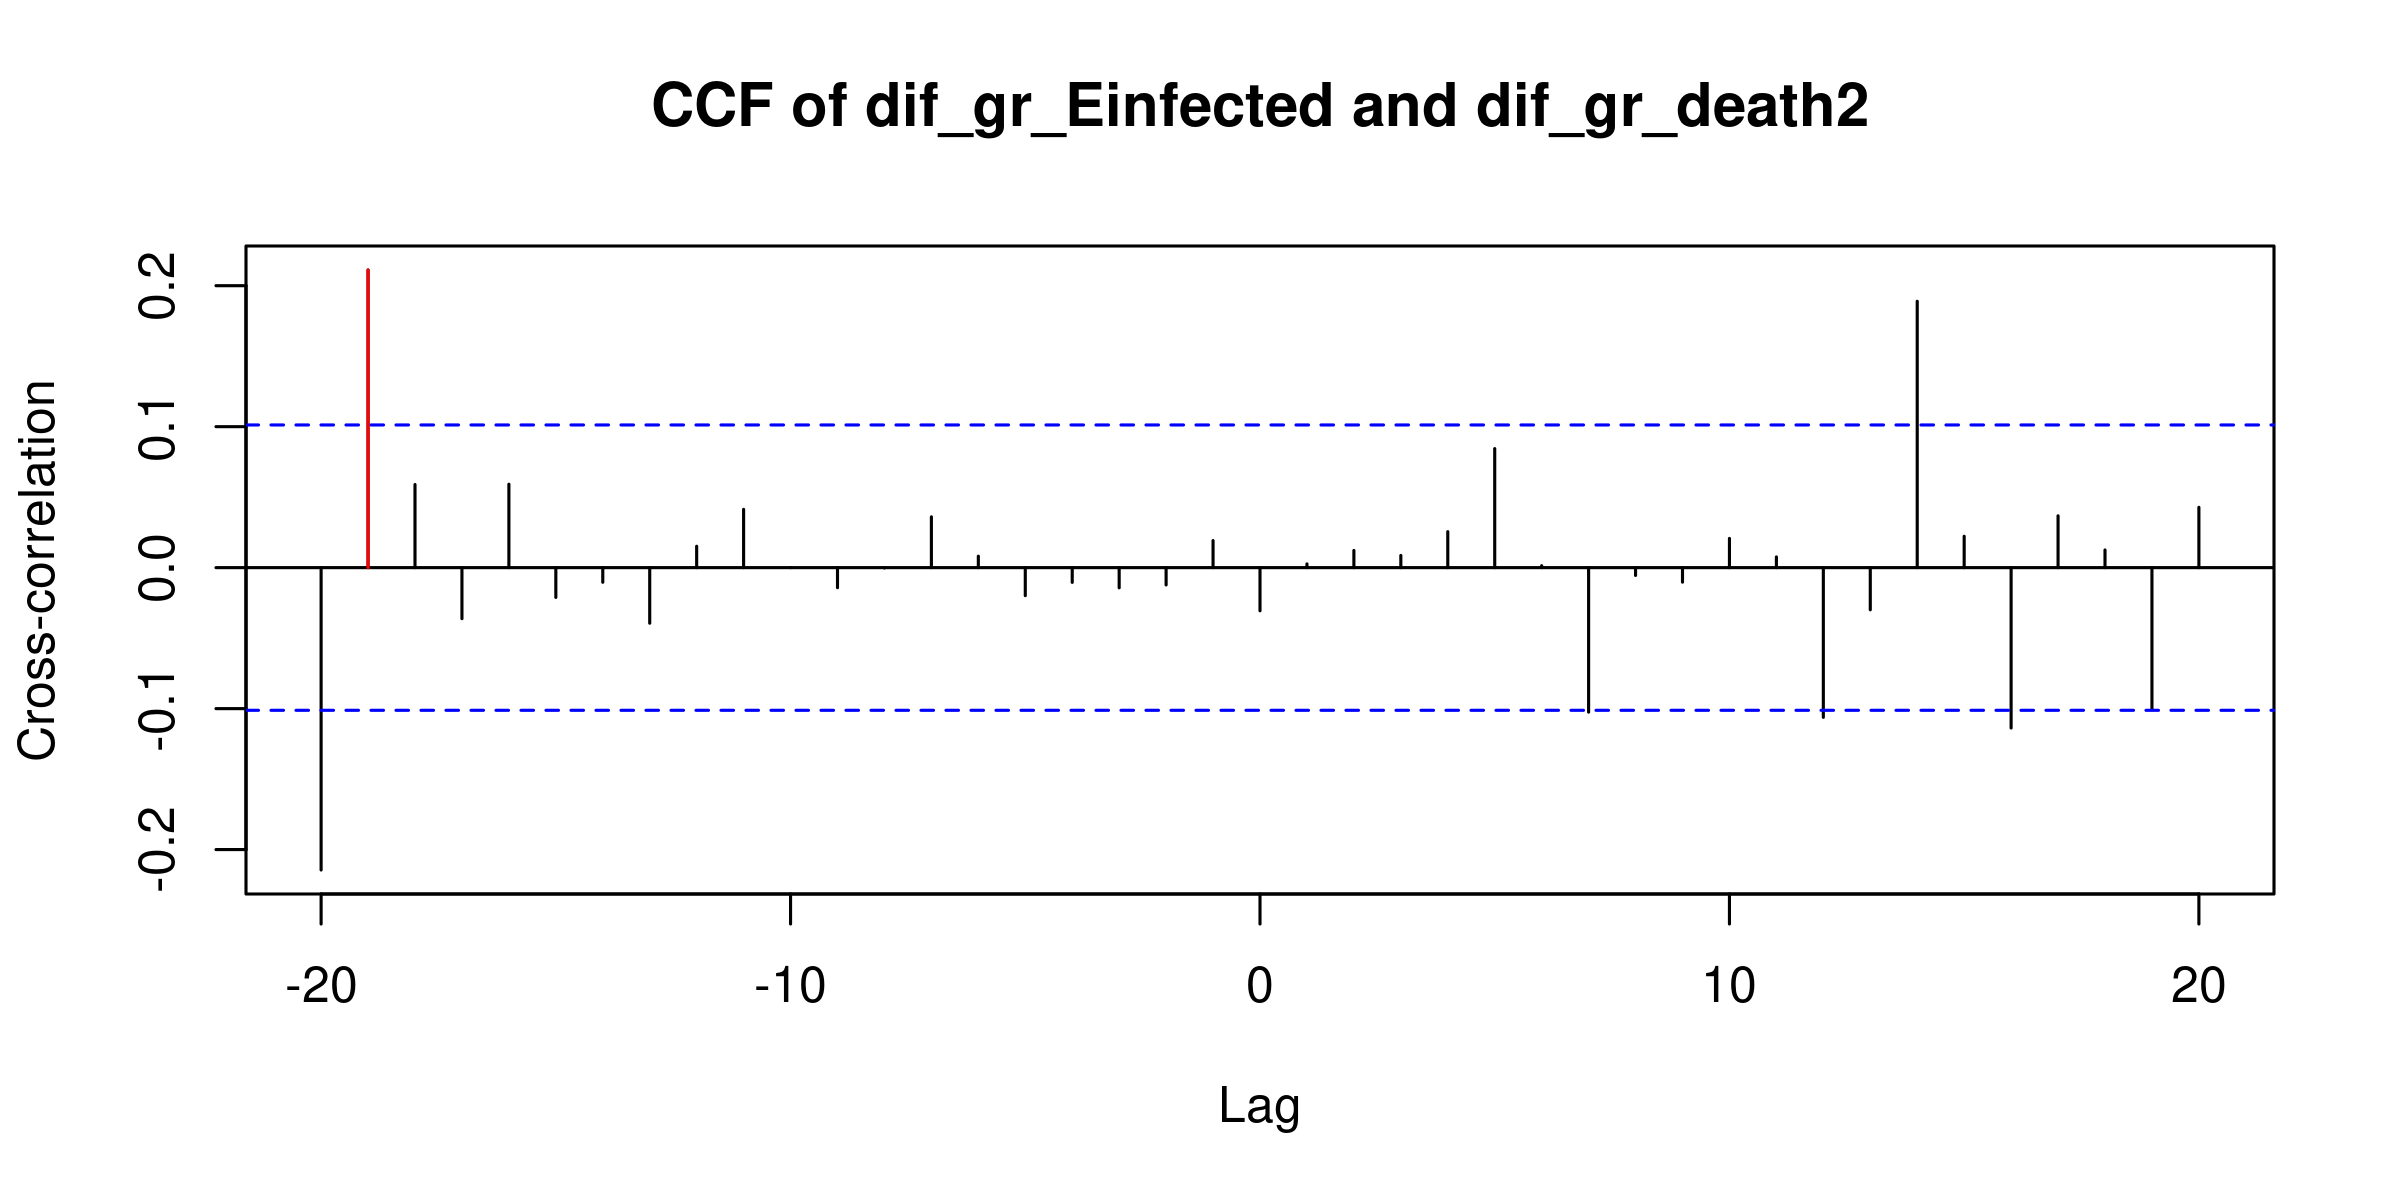 CCF of dif_gr_Einfected and dif_gr_death2
Cross-correlation
0.2
0.1
0.0
-0.1
-0.2
-20 -10 0 10 20
Lag